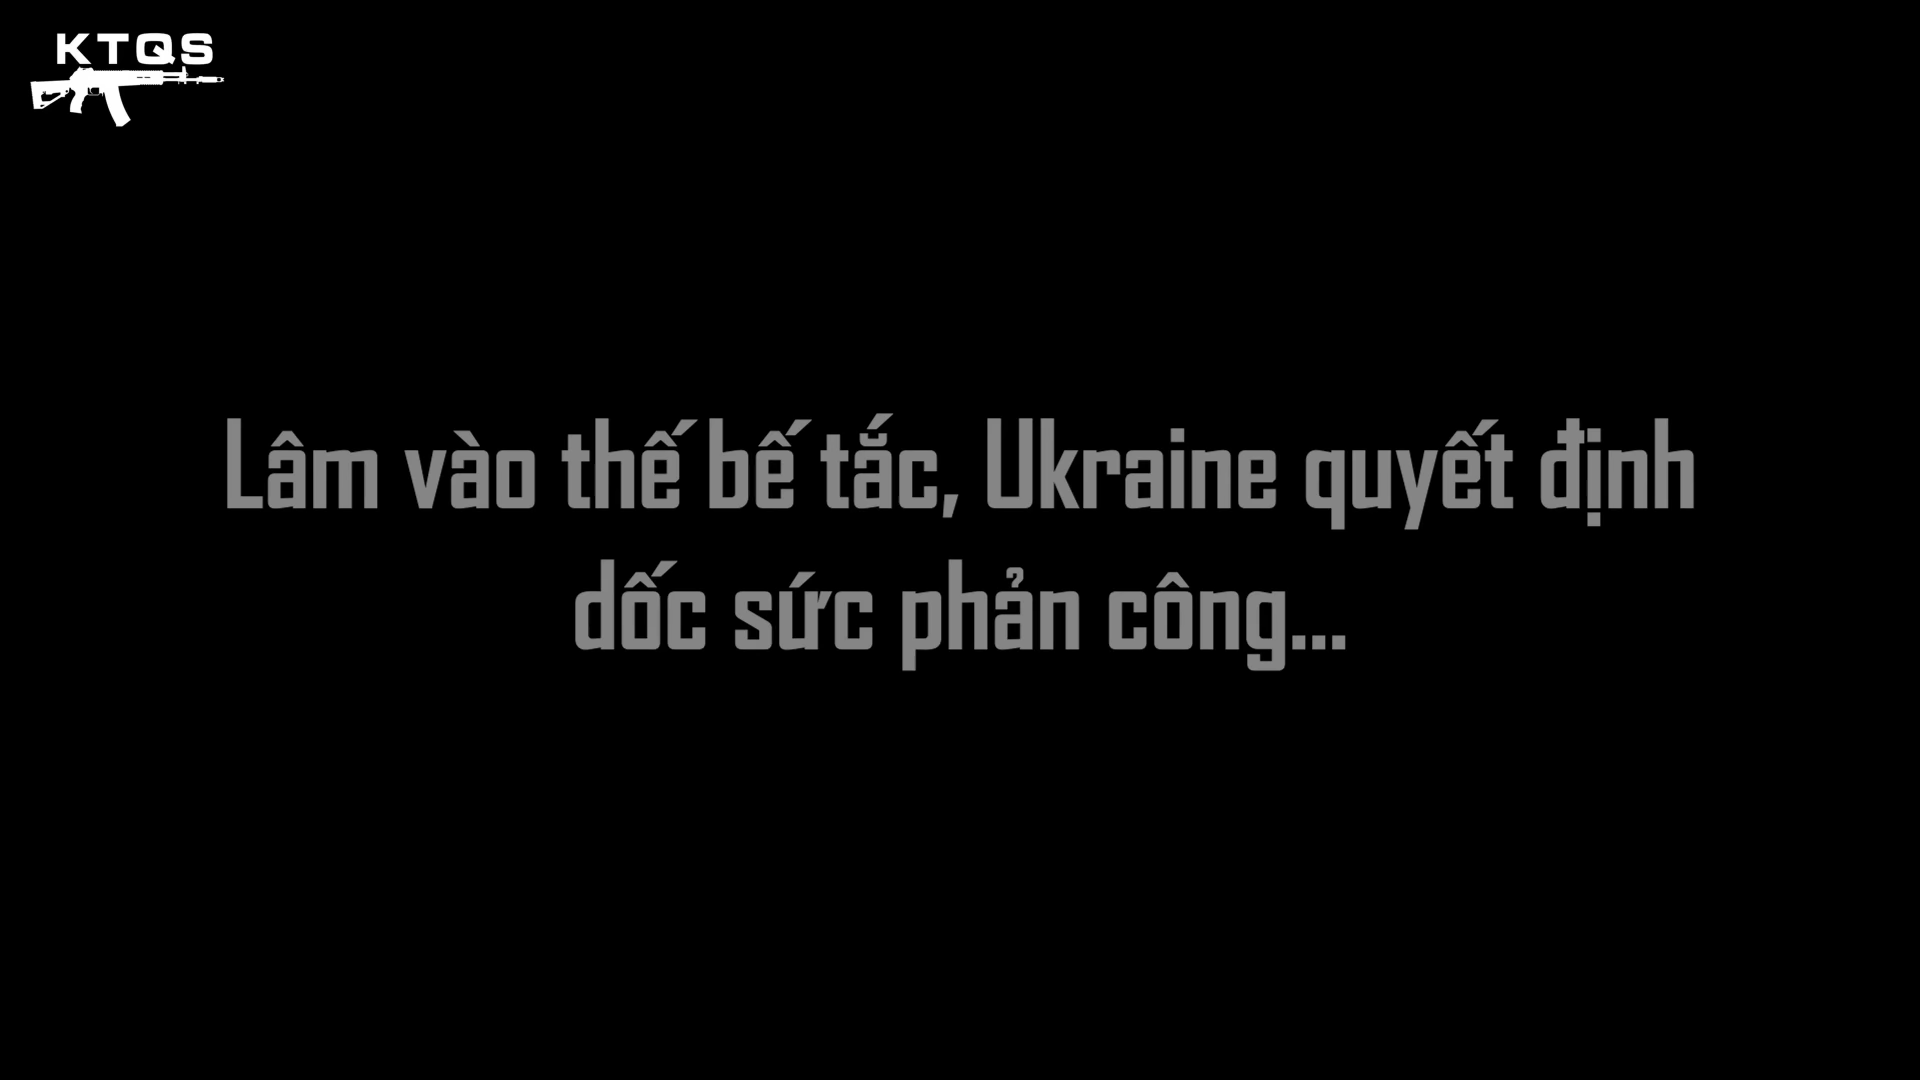 KTQS
Lâm vào thế bế tắc, Ukraine quyết định
dốc sức phản công...